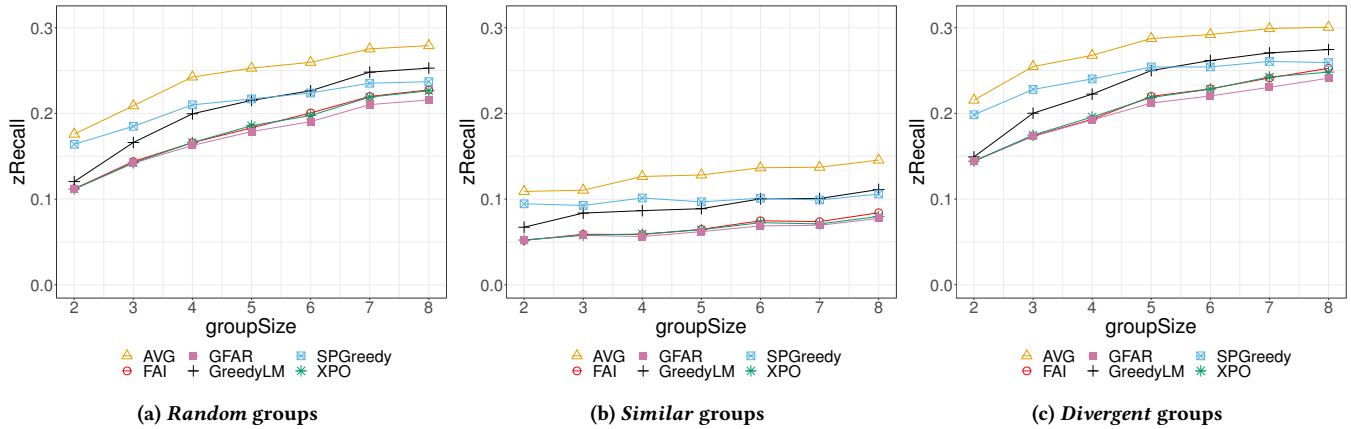 0.3
0.2
0.1
0.0
zRecall
2 3 4 5 6 7 8
groupSize
AVG GFAR SPGreedy
FAI GreedyLM XPO
(a) Random groups
0.3
0.2
0.1
0.0
zRecall
2 3 4 5 6 7 8
groupSize
AVG GFAR SPGreedy
FAI GreedyLM XPO
(b) Similar groups
0.3
0.2
0.1
0.0
zRecall
2 3 4 5 6 7 8
groupSize
AVG GFAR SPGreedy
FAI GreedyLM XPO
(c) Divergent groups